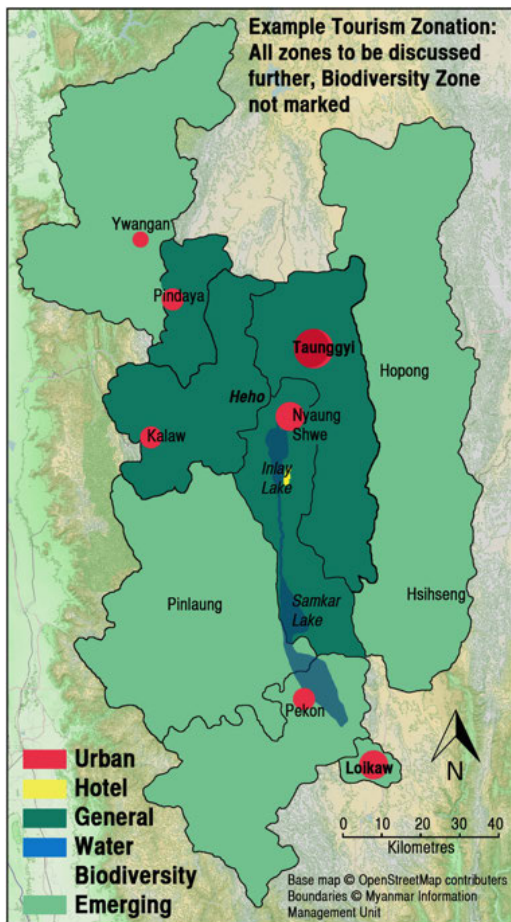 Example Tourism Zonation:
All zones to be discussed
further, Biodiversity Zone
not marked
Ywangan
Pindaya
Taunggyi
Hopong
Heho
Nyaung
Shwe
Kalaw
Inlay
Lake
Pinlaung
Samkar
Lake
Hsihseng
Pekon
Loikaw
N
Urban
Hotel
General
Water
Biodiversity
Emerging
0 10 20 30 40
Kilometres
Base map © OpenStreetMap contributers
Boundaries © Myanmar Information
Management Unit